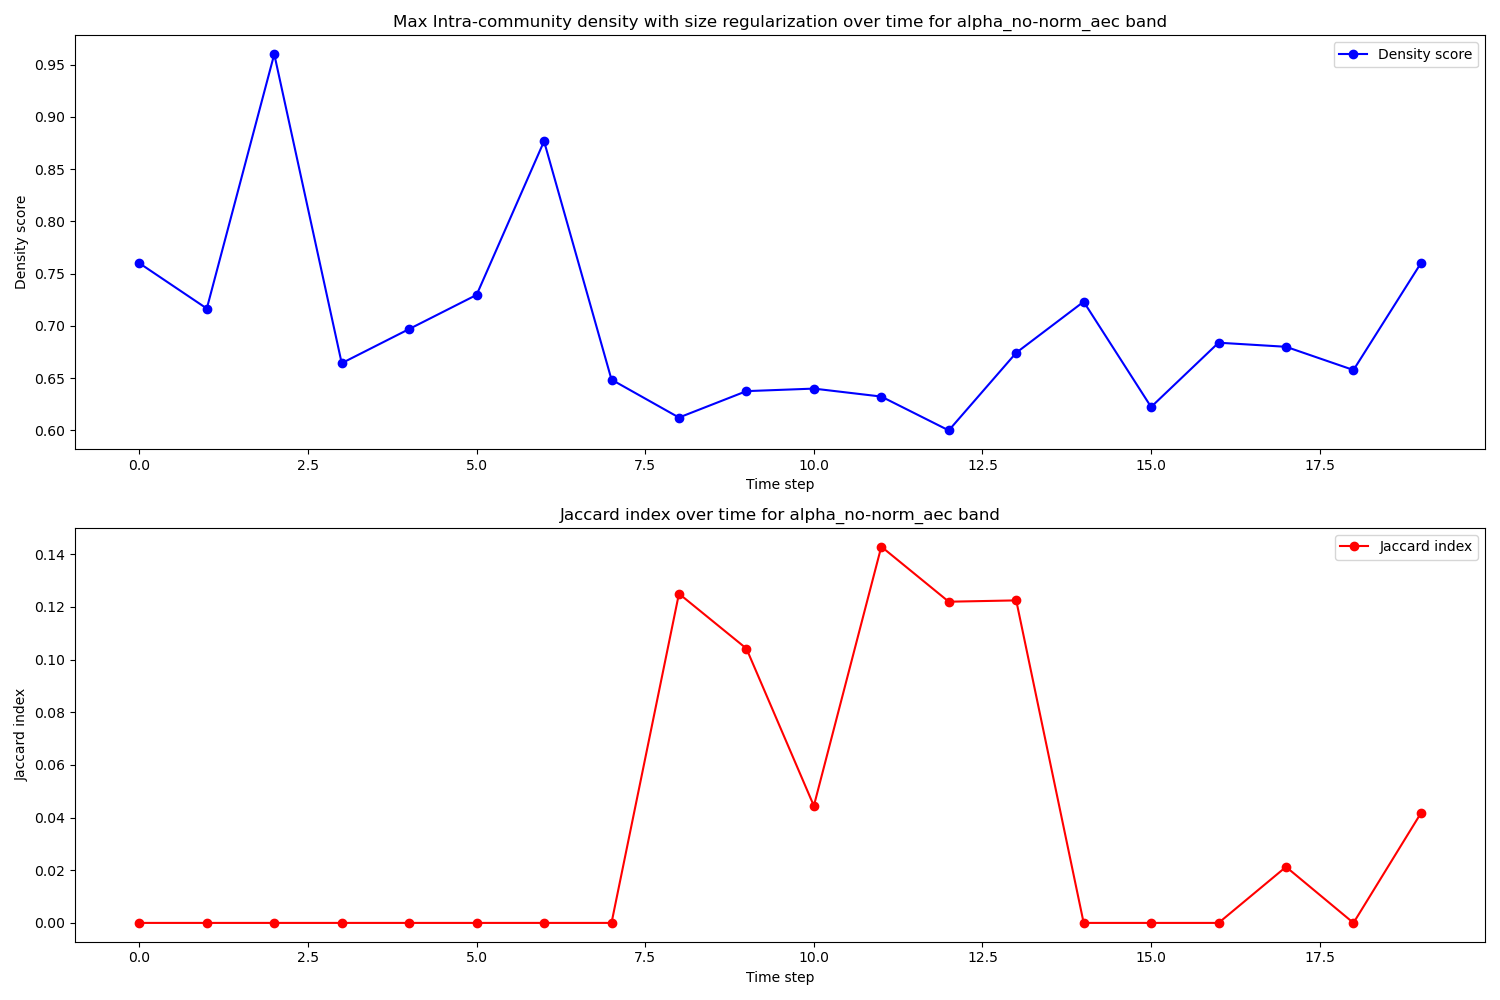 Max Intra-community density with size regularization over time for alpha_no-norm_aec band
Density score
0.95
0.90
0.85
0.80
0.75
0.70
0.65
0.60
Density score
0.0 2.5 5.0 7.5 10.0 12.5 15.0 17.5
Time step
Jaccard index over time for alpha_no-norm_aec band
Jaccard index
0.14
0.12
0.10
0.08
0.06
0.04
0.02
0.00
Jaccard index
0.0 2.5 5.0 7.5 10.0 12.5 15.0 17.5
Time step